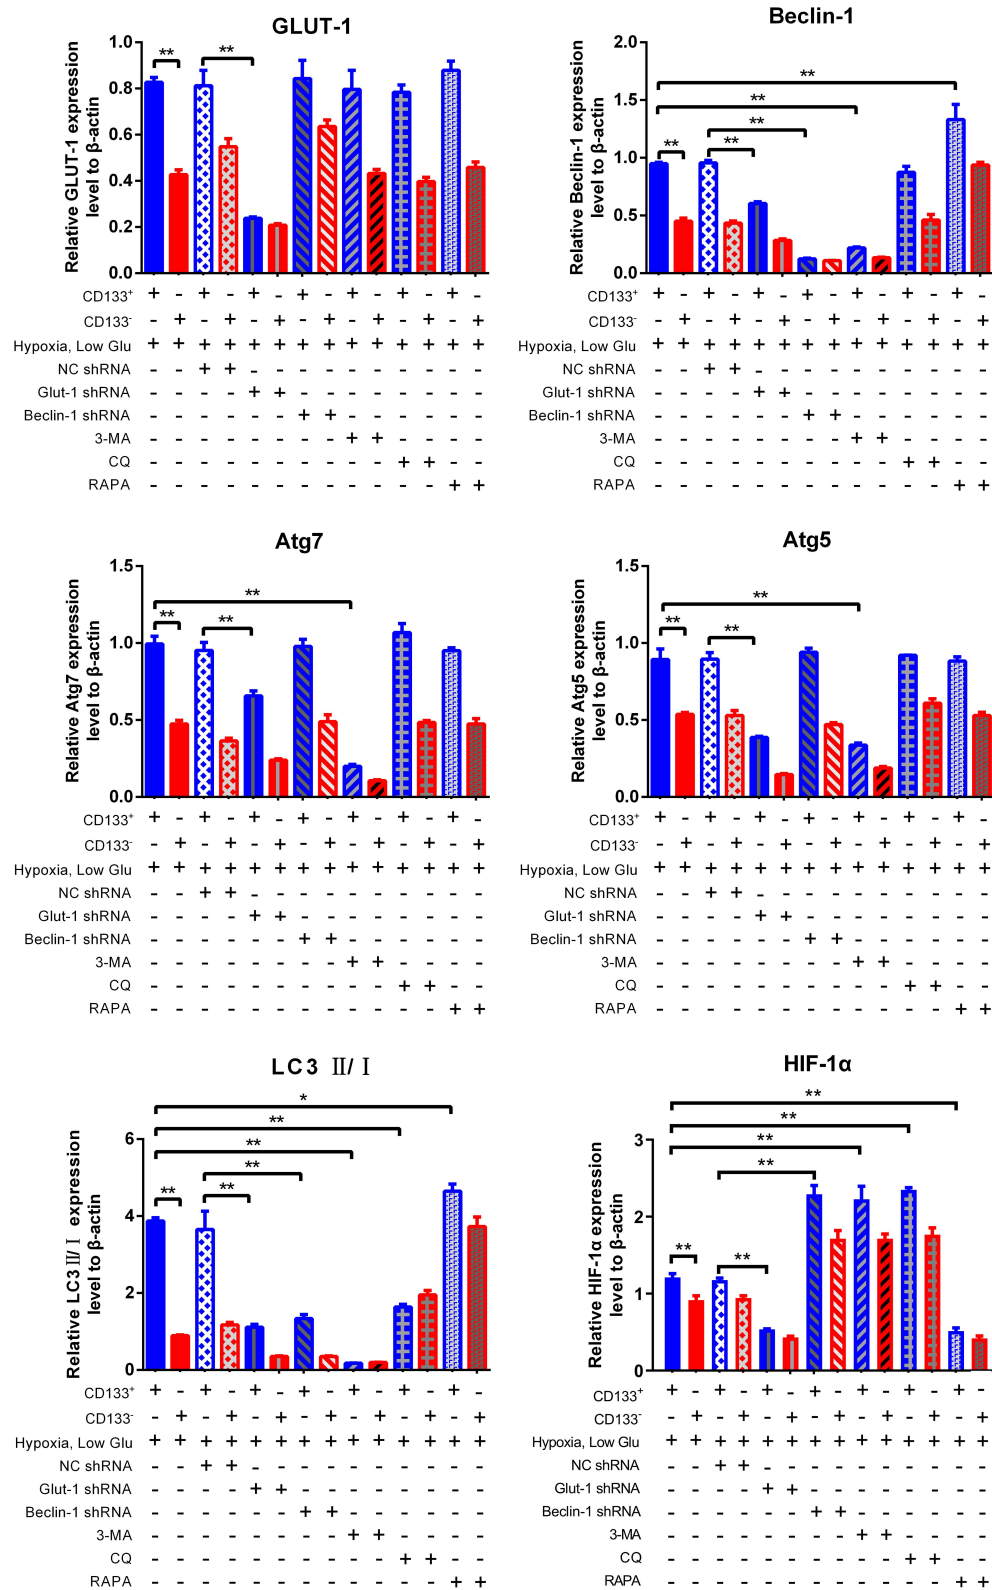 GLUT-1
Relative GLUT-1 expression
level to β-actin
1.0
0.8
0.6
0.4
0.2
0.0
** **
CD133⁺ + - + - + - + - + - + - + -
CD133⁻ - + - + - + - + - + - + - +
Hypoxia, Low Glu + + + + + + + + + + + + + +
NC shRNA - - + + - - - - - - - - - -
Glut-1 shRNA - - - - + + - - - - - - - -
Beclin-1 shRNA - - - - - - + + - - - - - -
3-MA - - - - - - - - + + - - - -
CQ - - - - - - - - - - + + - -
RAPA - - - - - - - - - - - - + +
Beclin-1
Relative Beclin-1 expression
level to β-actin
2.0
1.5
1.0
0.5
0.0
**
**
**
** **
CD133⁺ + - + - + - + - + - + - + -
CD133⁻ - + - + - + - + - + - + - +
Hypoxia, Low Glu + + + + + + + + + + + + + +
NC shRNA - - + + - - - - - - - - - -
Glut-1 shRNA - - - - + + - - - - - - - -
Beclin-1 shRNA - - - - - - + + - - - - - -
3-MA - - - - - - - - + + - - - -
CQ - - - - - - - - - - + + - -
RAPA - - - - - - - - - - - - + +
Atg7
Relative Atg7 expression
level to β-actin
1.5
1.0
0.5
0.0
**
** **
CD133⁺ + - + - + - + - + - + - + -
CD133⁻ - + - + - + - + - + - + - +
Hypoxia, Low Glu + + + + + + + + + + + + + +
NC shRNA - - + + - - - - - - - - - -
Glut-1 shRNA - - - - + + - - - - - - - -
Beclin-1 shRNA - - - - - - + + - - - - - -
3-MA - - - - - - - - + + - - - -
CQ - - - - - - - - - - + + - -
RAPA - - - - - - - - - - - - + +
Atg5
Relative Atg5 expression
level to β-actin
1.5
1.0
0.5
0.0
**
** **
CD133⁺ + - + - + - + - + - + - + -
CD133⁻ - + - + - + - + - + - + - +
Hypoxia, Low Glu + + + + + + + + + + + + + +
NC shRNA - - + + - - - - - - - - - -
Glut-1 shRNA - - - - + + - - - - - - - -
Beclin-1 shRNA - - - - - - + + - - - - - -
3-MA - - - - - - - - + + - - - -
CQ - - - - - - - - - - + + - -
RAPA - - - - - - - - - - - - + +
LC3 Ⅱ/Ⅰ
Relative LC3Ⅱ/Ⅰ expression
level to β-actin
6
4
2
0
*
**
**
**
** **
CD133⁺ + - + - + - + - + - + - + -
CD133⁻ - + - + - + - + - + - + - +
Hypoxia, Low Glu + + + + + + + + + + + + + +
NC shRNA - - + + - - - - - - - - - -
Glut-1 shRNA - - - - + + - - - - - - - -
Beclin-1 shRNA - - - - - - + + - - - - - -
3-MA - - - - - - - - + + - - - -
CQ - - - - - - - - - - + + - -
RAPA - - - - - - - - - - - - + +
HIF-1α
Relative HIF-1α expression
level to β-actin
3
2
1
0
**
**
**
**
** **
CD133⁺ + - + - + - + - + - + - + -
CD133⁻ - + - + - + - + - + - + - +
Hypoxia, Low Glu + + + + + + + + + + + + + +
NC shRNA - - + + - - - - - - - - - -
Glut-1 shRNA - - - - + + - - - - - - - -
Beclin-1 shRNA - - - - - - + + - - - - - -
3-MA - - - - - - - - + + - - - -
CQ - - - - - - - - - - + + - -
RAPA - - - - - - - - - - - - + +